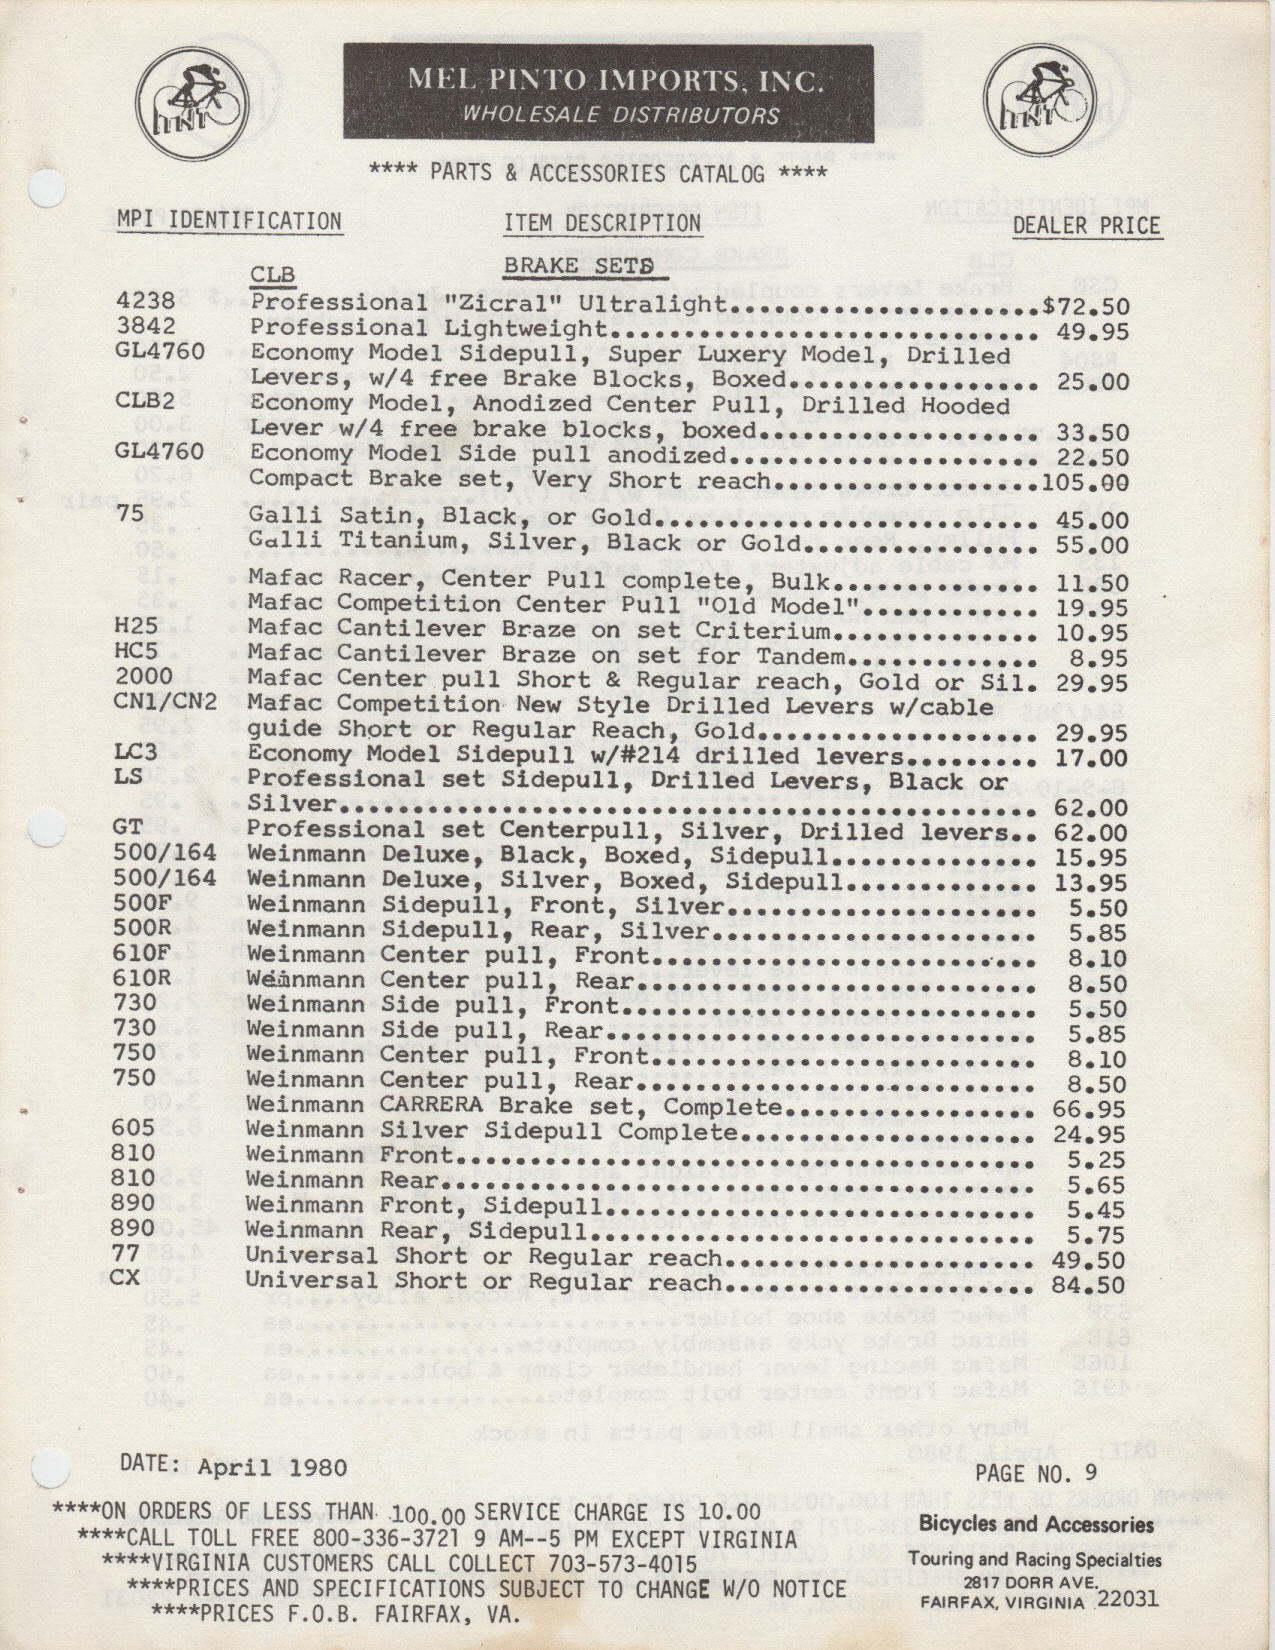 MEL PINTO IMPORTS, INC.
WHOLESALE DISTRIBUTORS
**** PARTS & ACCESSORIES CATALOG ****
MPI IDENTIFICATION ITEM DESCRIPTION DEALER PRICE
BRAKE SETS
CLB
4238 Professional "Zicral" Ultralight.....................$72.50
3842 Professional Lightweight............................. 49.95
GL4760 Economy Model Sidepull, Super Luxery Model, Drilled
Levers, w/4 free Brake Blocks, Boxed................. 25.00
CLB2 Economy Model, Anodized Center Pull, Drilled Hooded
Lever w/4 free brake blocks, boxed................... 33.50
GL4760 Economy Model Side pull anodized..................... 22.50
Compact Brake set, Very Short reach..................105.00
75 Galli Satin, Black, or Gold.......................... 45.00
Galli Titanium, Silver, Black or Gold................ 55.00
Mafac Racer, Center Pull complete, Bulk.............. 11.50
Mafac Competition Center Pull "Old Model"............ 19.95
H25 Mafac Cantilever Braze on set Criterium.............. 10.95
HC5 Mafac Cantilever Braze on set for Tandem............. 8.95
2000 Mafac Center pull Short & Regular reach, Gold or Sil. 29.95
CN1/CN2 Mafac Competition New Style Drilled Levers w/cable
guide Short or Regular Reach, Gold................... 29.95
LC3 Economy Model Sidepull w/#214 drilled levers......... 17.00
LS Professional set Sidepull, Drilled Levers, Black or
Silver............................................... 62.00
GT Professional set Centerpull, Silver, Drilled levers.. 62.00
500/164 Weinmann Deluxe, Black, Boxed, Sidepull.............. 15.95
500/164 Weinmann Deluxe, Silver, Boxed, Sidepull............. 13.95
500F Weinmann Sidepull, Front, Silver..................... 5.50
500R Weinmann Sidepull, Rear, Silver...................... 5.85
610F Weinmann Center pull, Front.......................... 8.10
610R Weinmann Center pull, Rear........................... 8.50
730 Weinmann Side pull, Front............................ 5.50
730 Weinmann Side pull, Rear............................. 5.85
750 Weinmann Center pull, Front.......................... 8.10
750 Weinmann Center pull, Rear........................... 8.50
Weinmann CARRERA Brake set, Complete................. 66.95
605 Weinmann Silver Sidepull Complete.................... 24.95
810 Weinmann Front....................................... 5.25
810 Weinmann Rear........................................ 5.65
890 Weinmann Front, Sidepull............................. 5.45
890 Weinmann Rear, Sidepull.............................. 5.75
77 Universal Short or Regular reach..................... 49.50
CX Universal Short or Regular reach..................... 84.50
DATE: April 1980
PAGE NO. 9
****ON ORDERS OF LESS THAN 100.00 SERVICE CHARGE IS 10.00
****CALL TOLL FREE 800-336-3721 9 AM--5 PM EXCEPT VIRGINIA
****VIRGINIA CUSTOMERS CALL COLLECT 703-573-4015
****PRICES AND SPECIFICATIONS SUBJECT TO CHANGE W/O NOTICE
****PRICES F.O.B. FAIRFAX, VA.
Bicycles and Accessories
Touring and Racing Specialties
2817 DORR AVE.
FAIRFAX, VIRGINIA 22031